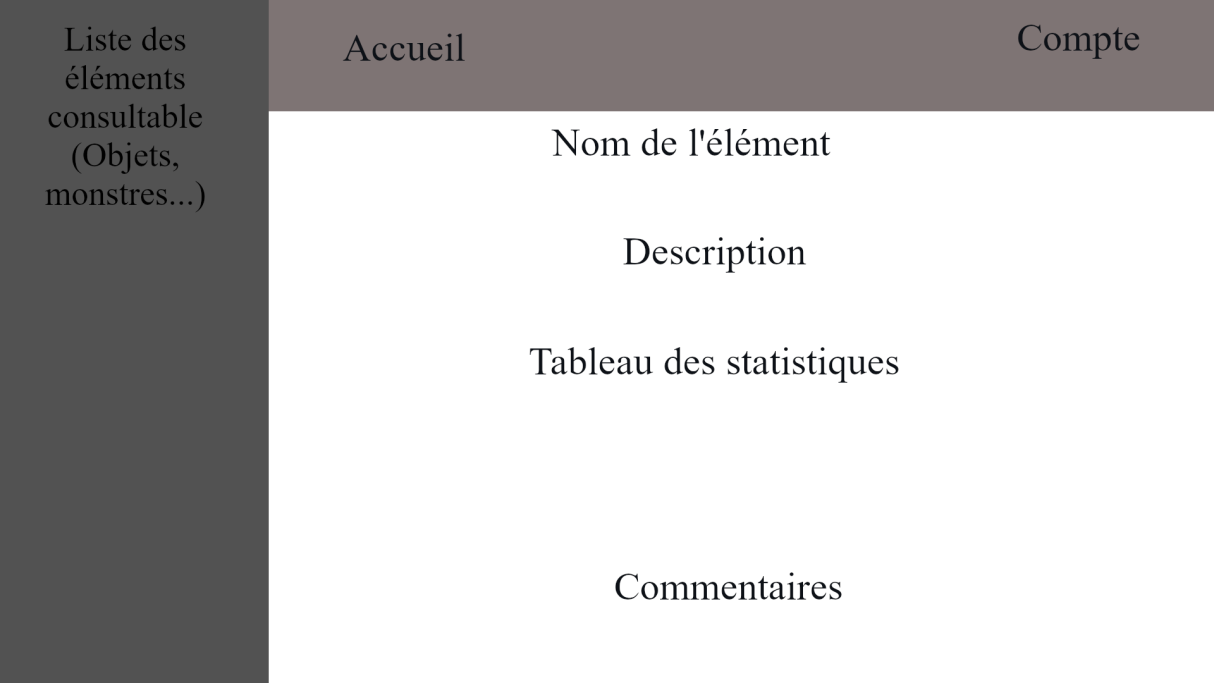 Liste des
éléments
consultable
(Objets,
monstres...)
Accueil
Compte
Nom de l'élément
Description
Tableau des statistiques
Commentaires